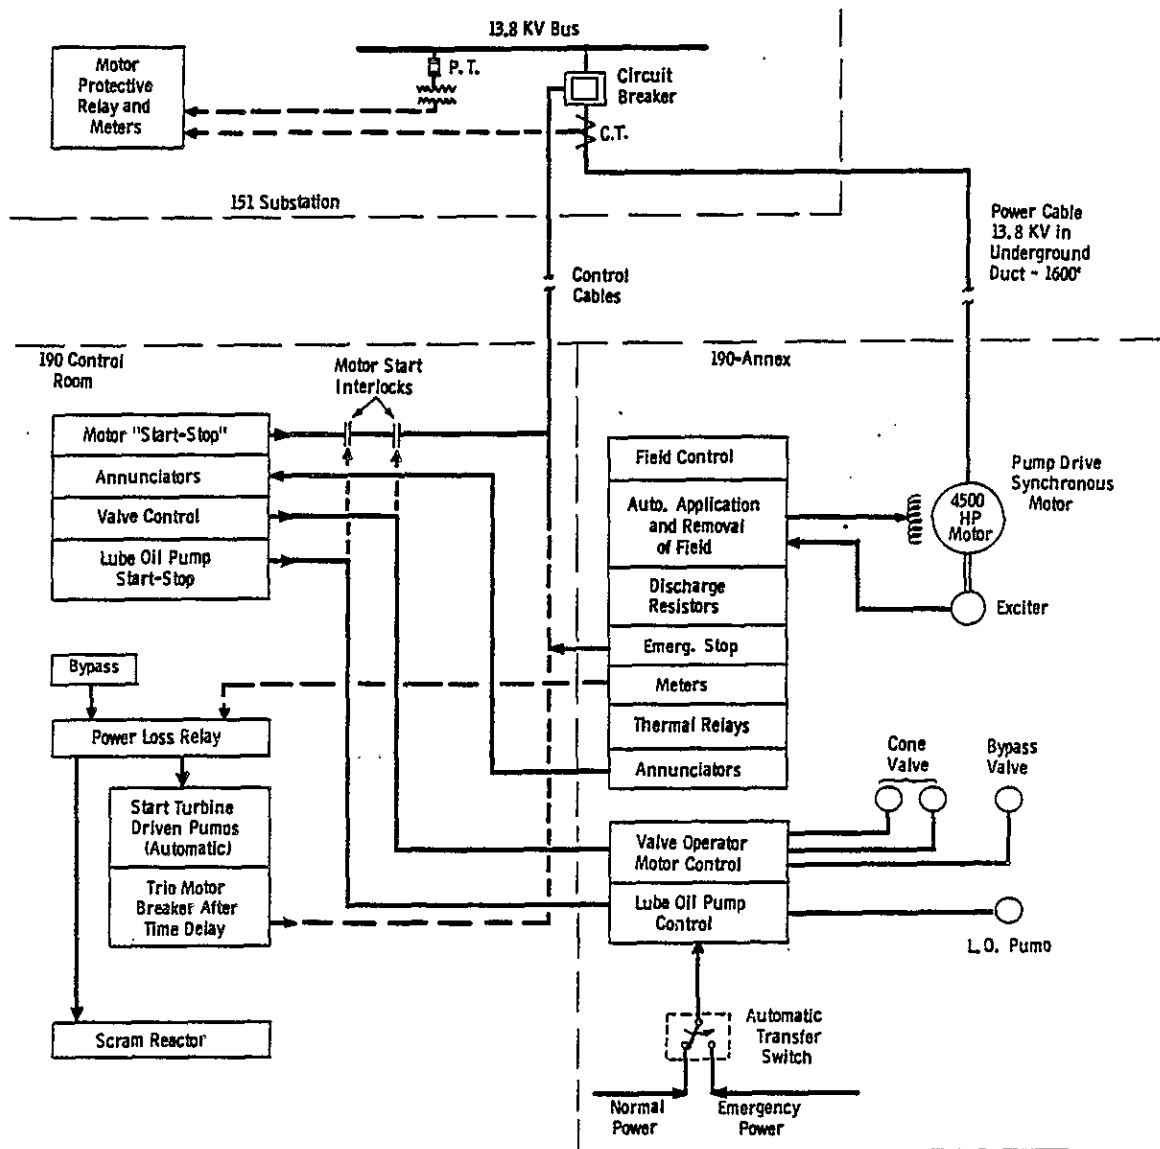 13.8 KV Bus
Motor
Protective
Relay and
Meters
P.T.
Circuit
Breaker
C.T.
151 Substation
Power Cable
13.8 KV in
Underground
Duct - 1600'
Control
Cables
190 Control
Room
Motor Start
Interlocks
190-Annex
Motor "Start-Stop"
Annunciators
Valve Control
Lube Oil Pump
Start-Stop
Field Control
Auto. Application
and Removal
of Field
Discharge
Resistors
Emerg. Stop
Meters
Thermal Relays
Annunciators
4500
HP
Motor
Pump Drive
Synchronous
Motor
Exciter
Bypass
Power Loss Relay
Start Turbine
Driven Pumps
(Automatic)
Trip Motor
Breaker After
Time Delay
Scram Reactor
Cone
Valve
Bypass
Valve
Valve Operator
Motor Control
Lube Oil Pump
Control
L.O. Pump
Automatic
Transfer
Switch
Normal
Power
Emergency
Power